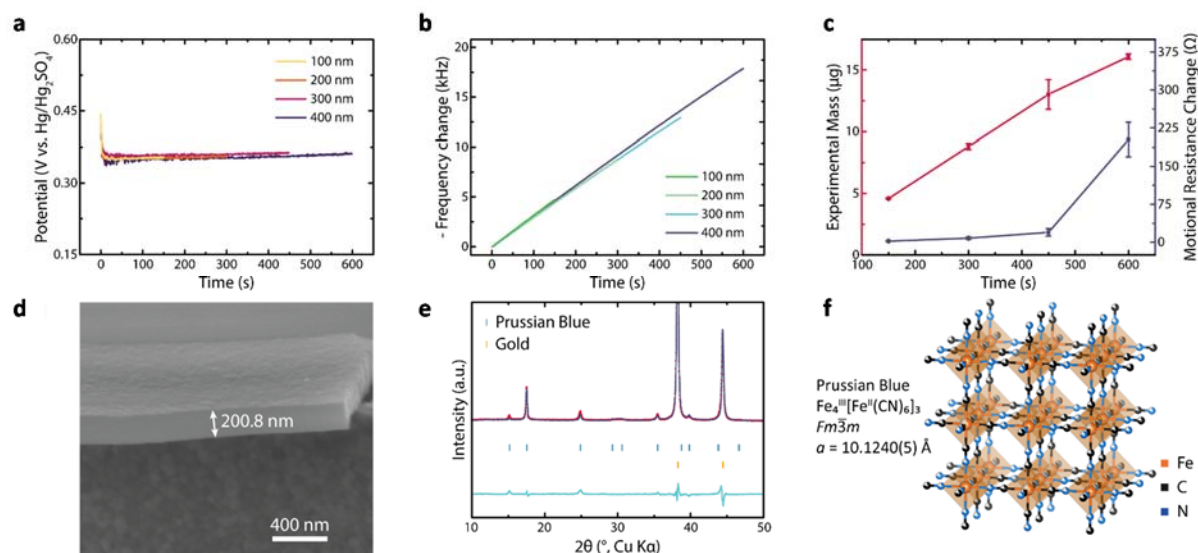 a
0.60
0.45
0.30
0.15
Potential (V vs. Hg/Hg₂SO₄)
100 nm
200 nm
300 nm
400 nm
0 100 200 300 400 500 600
Time (s)
b
20
15
10
5
0
- Frequency change (kHz)
100 nm
200 nm
300 nm
400 nm
0 100 200 300 400 500 600
Time (s)
c
15
10
5
0
Experimental Mass (µg)
375
300
225
150
75
0
Motional Resistance Change (Ω)
100 200 300 400 500 600
Time (s)
d
200.8 nm
400 nm
e
Prussian Blue
Gold
Intensity (a.u.)
10 20 30 40 50
2θ (°, Cu Kα)
f
Prussian Blue
Fe₄ᴵᴵᴵ[Feᴵᴵ(CN)₆]₃
Fm3̅m
a = 10.1240(5) Å
Fe
C
N